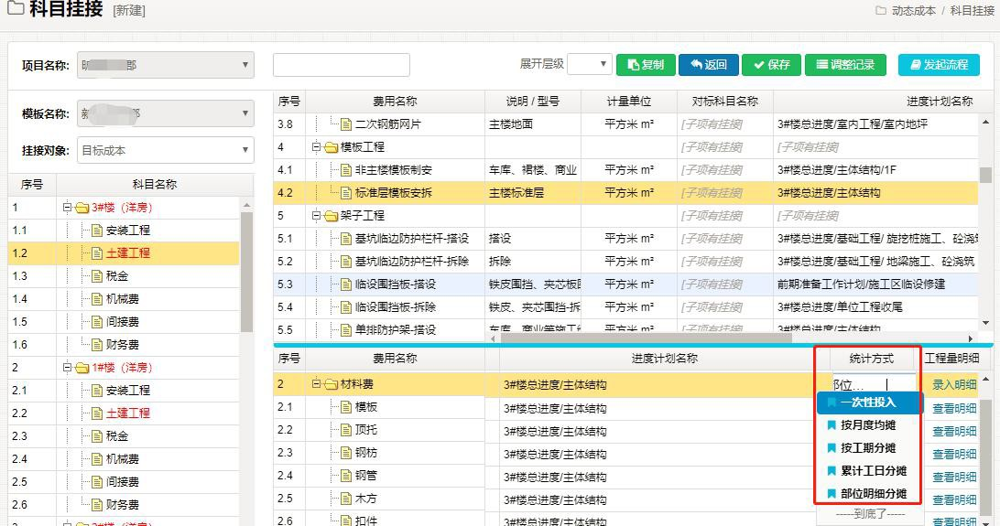 科目挂接 [新建] 动态成本 / 科目挂接
项目名称: 郡
展开层级 复制 返回 保存 调整记录 发起流程
模板名称:
挂接对象: 目标成本
序号 科目名称
1 3#楼（洋房）
1.1 安装工程
1.2 土建工程
1.3 税金
1.4 机械费
1.5 间接费
1.6 财务费
2 1#楼（洋房）
2.1 安装工程
2.2 土建工程
2.3 税金
2.4 机械费
2.5 间接费
2.6 财务费
序号 费用名称 说明 / 型号 计量单位 对标科目名称 进度计划名称
3.8 二次钢筋网片 主楼地面 平方米 m² [子项有挂接] 3#楼总进度/室内工程/室内地坪
4 模板工程 [子项有挂接] [子项有挂接]
4.1 非主楼模板制安 车库、裙楼、商业 平方米 m² [子项有挂接] 3#楼总进度/主体结构/1F
4.2 标准层模板安拆 主楼标准层 平方米 m² [子项有挂接] 3#楼总进度/主体结构
5 架子工程 [子项有挂接] [子项有挂接]
5.1 基坑临边防护栏杆-搭设 搭设 平方米 m² [子项有挂接] 3#楼总进度/基础工程/ 旋挖桩施工、砼浇筑
5.2 基坑临边防护栏杆-拆除 拆除 平方米 m² [子项有挂接] 3#楼总进度/基础工程/ 地梁施工、砼浇筑
5.3 临设围挡板-搭设 铁皮围挡、夹芯板围 平方米 m² [子项有挂接] 前期准备工作计划/施工区临设修建
5.4 临设围挡板-拆除 铁皮、夹芯围挡-拆 平方米 m² [子项有挂接] 3#楼总进度/单位工程收尾
5.5 单排防护架-搭设 车库、商业等施工 平方米 m² [子项有挂接] 3#楼总进度/主体结构
序号 费用名称 进度计划名称 统计方式 工程量明细
2 材料费 3#楼总进度/主体结构 部位... 录入明细
2.1 模板 3#楼总进度/主体结构 查看明细
2.2 顶托 3#楼总进度/主体结构 查看明细
2.3 钢枋 3#楼总进度/主体结构 查看明细
2.4 钢管 3#楼总进度/主体结构 查看明细
2.5 木方 3#楼总进度/主体结构 查看明细
2.6 扣件 3#楼总进度/主体结构 查看明细
一次性投入
按月度均摊
按工期分摊
累计工日分摊
部位明细分摊
-----到底了-----